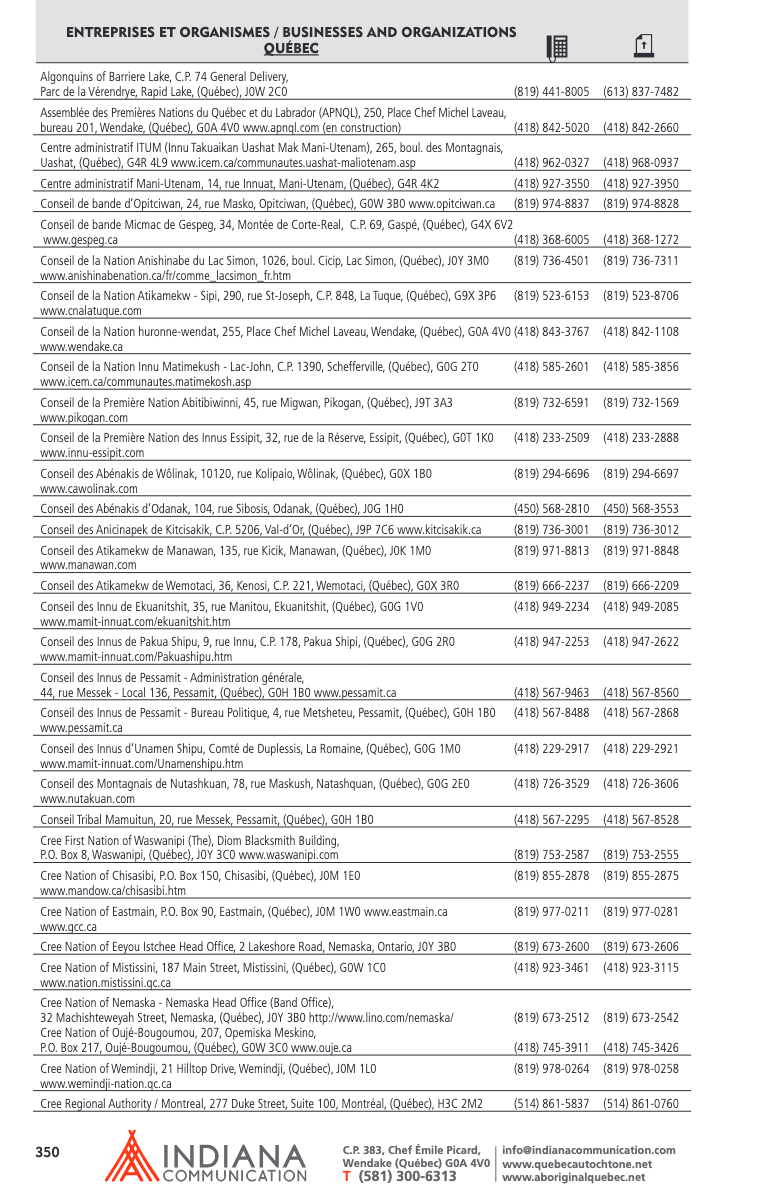 ENTREPRISES ET ORGANISMES / BUSINESSES AND ORGANIZATIONS
QUÉBEC
Algonquins of Barriere Lake, C.P. 74 General Delivery,
Parc de la Vérendrye, Rapid Lake, (Québec), J0W 2C0 (819) 441-8005 (613) 837-7482
Assemblée des Premières Nations du Québec et du Labrador (APNQL), 250, Place Chef Michel Laveau,
bureau 201, Wendake, (Québec), G0A 4V0 www.apnql.com (en construction) (418) 842-5020 (418) 842-2660
Centre administratif ITUM (Innu Takuaikan Uashat Mak Mani-Utenam), 265, boul. des Montagnais,
Uashat, (Québec), G4R 4L9 www.icem.ca/communautes.uashat-maliotenam.asp (418) 962-0327 (418) 968-0937
Centre administratif Mani-Utenam, 14, rue Innuat, Mani-Utenam, (Québec), G4R 4K2 (418) 927-3550 (418) 927-3950
Conseil de bande d'Opitciwan, 24, rue Masko, Opitciwan, (Québec), G0W 3B0 www.opitciwan.ca (819) 974-8837 (819) 974-8828
Conseil de bande Micmac de Gespeg, 34, Montée de Corte-Real, C.P. 69, Gaspé, (Québec), G4X 6V2
www.gespeg.ca (418) 368-6005 (418) 368-1272
Conseil de la Nation Anishinabe du Lac Simon, 1026, boul. Cicip, Lac Simon, (Québec), J0Y 3M0 (819) 736-4501 (819) 736-7311
www.anishinabenation.ca/fr/comme_lacsimon_fr.htm
Conseil de la Nation Atikamekw - Sipi, 290, rue St-Joseph, C.P. 848, La Tuque, (Québec), G9X 3P6 (819) 523-6153 (819) 523-8706
www.cnalatuque.com
Conseil de la Nation huronne-wendat, 255, Place Chef Michel Laveau, Wendake, (Québec), G0A 4V0 (418) 843-3767 (418) 842-1108
www.wendake.ca
Conseil de la Nation Innu Matimekush - Lac-John, C.P. 1390, Schefferville, (Québec), G0G 2T0 (418) 585-2601 (418) 585-3856
www.icem.ca/communautes.matimekosh.asp
Conseil de la Première Nation Abitibiwinni, 45, rue Migwan, Pikogan, (Québec), J9T 3A3 (819) 732-6591 (819) 732-1569
www.pikogan.com
Conseil de la Première Nation des Innus Essipit, 32, rue de la Réserve, Essipit, (Québec), G0T 1K0 (418) 233-2509 (418) 233-2888
www.innu-essipit.com
Conseil des Abénakis de Wôlinak, 10120, rue Kolipaio, Wôlinak, (Québec), G0X 1B0 (819) 294-6696 (819) 294-6697
www.cawolinak.com
Conseil des Abénakis d'Odanak, 104, rue Sibosis, Odanak, (Québec), J0G 1H0 (450) 568-2810 (450) 568-3553
Conseil des Anicinapek de Kitcisakik, C.P. 5206, Val-d'Or, (Québec), J9P 7C6 www.kitcisakik.ca (819) 736-3001 (819) 736-3012
Conseil des Atikamekw de Manawan, 135, rue Kicik, Manawan, (Québec), J0K 1M0 (819) 971-8813 (819) 971-8848
www.manawan.com
Conseil des Atikamekw de Wemotaci, 36, Kenosi, C.P. 221, Wemotaci, (Québec), G0X 3R0 (819) 666-2237 (819) 666-2209
Conseil des Innu de Ekuanitshit, 35, rue Manitou, Ekuanitshit, (Québec), G0G 1V0 (418) 949-2234 (418) 949-2085
www.mamit-innuat.com/ekuanitshit.htm
Conseil des Innus de Pakua Shipu, 9, rue Innu, C.P. 178, Pakua Shipi, (Québec), G0G 2R0 (418) 947-2253 (418) 947-2622
www.mamit-innuat.com/Pakuashipu.htm
Conseil des Innus de Pessamit - Administration générale,
44, rue Messek - Local 136, Pessamit, (Québec), G0H 1B0 www.pessamit.ca (418) 567-9463 (418) 567-8560
Conseil des Innus de Pessamit - Bureau Politique, 4, rue Metsheteu, Pessamit, (Québec), G0H 1B0 (418) 567-8488 (418) 567-2868
www.pessamit.ca
Conseil des Innus d'Unamen Shipu, Comté de Duplessis, La Romaine, (Québec), G0G 1M0 (418) 229-2917 (418) 229-2921
www.mamit-innuat.com/Unamenshipu.htm
Conseil des Montagnais de Nutashkuan, 78, rue Maskush, Natashquan, (Québec), G0G 2E0 (418) 726-3529 (418) 726-3606
www.nutakuan.com
Conseil Tribal Mamuitun, 20, rue Messek, Pessamit, (Québec), G0H 1B0 (418) 567-2295 (418) 567-8528
Cree First Nation of Waswanipi (The), Diom Blacksmith Building,
P.O. Box 8, Waswanipi, (Québec), J0Y 3C0 www.waswanipi.com (819) 753-2587 (819) 753-2555
Cree Nation of Chisasibi, P.O. Box 150, Chisasibi, (Québec), J0M 1E0 (819) 855-2878 (819) 855-2875
www.mandow.ca/chisasibi.htm
Cree Nation of Eastmain, P.O. Box 90, Eastmain, (Québec), J0M 1W0 www.eastmain.ca (819) 977-0211 (819) 977-0281
www.gcc.ca
Cree Nation of Eeyou Istchee Head Office, 2 Lakeshore Road, Nemaska, Ontario, J0Y 3B0 (819) 673-2600 (819) 673-2606
Cree Nation of Mistissini, 187 Main Street, Mistissini, (Québec), G0W 1C0 (418) 923-3461 (418) 923-3115
www.nation.mistissini.qc.ca
Cree Nation of Nemaska - Nemaska Head Office (Band Office),
32 Machishteweyah Street, Nemaska, (Québec), J0Y 3B0 http://www.lino.com/nemaska/ (819) 673-2512 (819) 673-2542
Cree Nation of Oujé-Bougoumou, 207, Opemiska Meskino,
P.O. Box 217, Oujé-Bougoumou, (Québec), G0W 3C0 www.ouje.ca (418) 745-3911 (418) 745-3426
Cree Nation of Wemindji, 21 Hilltop Drive, Wemindji, (Québec), J0M 1L0 (819) 978-0264 (819) 978-0258
www.wemindji-nation.qc.ca
Cree Regional Authority / Montreal, 277 Duke Street, Suite 100, Montréal, (Québec), H3C 2M2 (514) 861-5837 (514) 861-0760
350
INDIANA
COMMUNICATION
C.P. 383, Chef Émile Picard,
Wendake (Québec) G0A 4V0
T (581) 300-6313
info@indianacommunication.com
www.quebecautochtone.net
www.aboriginalquebec.net